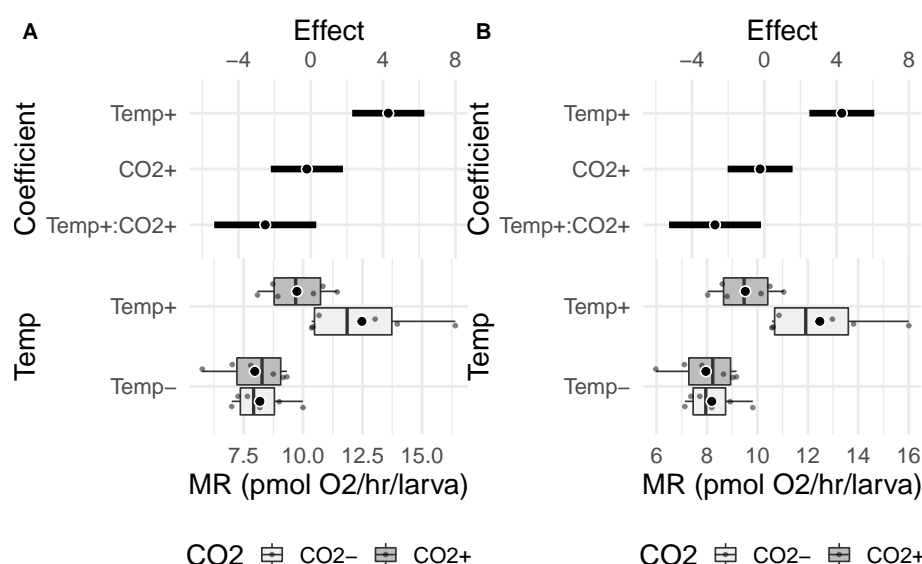 A
Effect
−4 0 4 8
Coefficient
Temp+
CO2+
Temp+:CO2+
Temp
Temp+
Temp−
7.5 10.0 12.5 15.0
MR (pmol O2/hr/larva)
CO2 CO2− CO2+
B
Effect
−4 0 4 8
Coefficient
Temp+
CO2+
Temp+:CO2+
Temp
Temp+
Temp−
6 8 10 12 14 16
MR (pmol O2/hr/larva)
CO2 CO2− CO2+